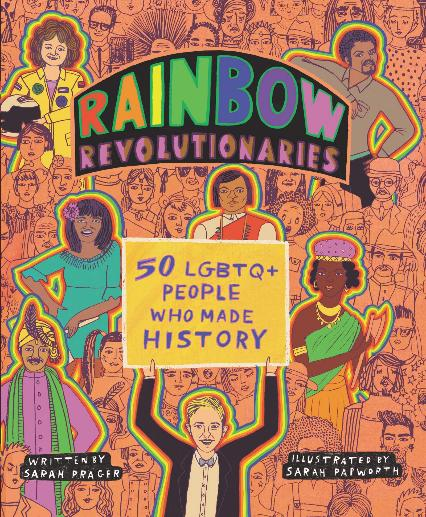 RAINBOW
REVOLUTIONARIES
50 LGBTQ+
PEOPLE
WHO MADE
HISTORY
WRITTEN BY
SARAH PRAGER
ILLUSTRATED BY
SARAH PAPWORTH